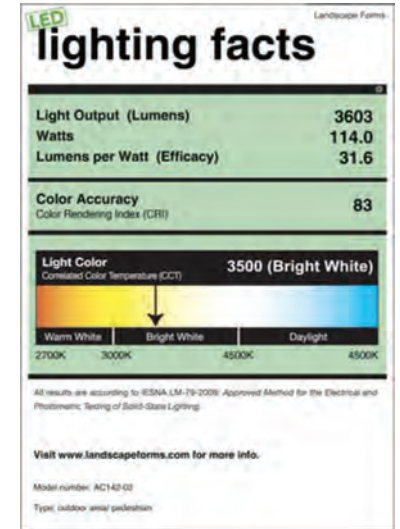 LED
Landscape Forms
lighting facts
Light Output (Lumens) 3603
Watts 114.0
Lumens per Watt (Efficacy) 31.6
Color Accuracy 83
Color Rendering Index (CRI)
Light Color 3500 (Bright White)
Correlated Color Temperature (CCT)
Warm White Bright White Daylight
2700K 3000K 4500K 4500K
All results are according to IESNA LM-79-2008: Approved Method for the Electrical and
Photometric Testing of Solid-State Lighting.
Visit www.landscapeforms.com for more info.
Model number: AC142-02
Type: outdoor area/ pedestrian